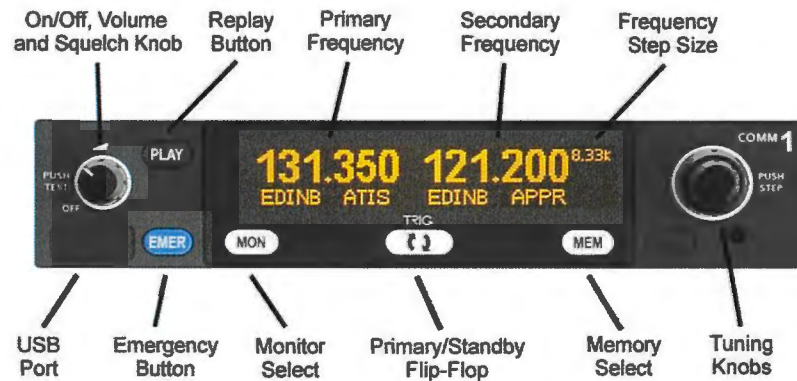 On/Off, Volume
and Squelch Knob
Replay
Button
Primary
Frequency
Secondary
Frequency
Frequency
Step Size
PUSH
TEST
OFF
PLAY
131.350
EDINB ATIS
121.200
8.33k
EDINB APPR
COMM 1
PUSH
STEP
TRIG
EMER
MON
MEM
USB
Port
Emergency
Button
Monitor
Select
Primary/Standby
Flip-Flop
Memory
Select
Tuning
Knobs